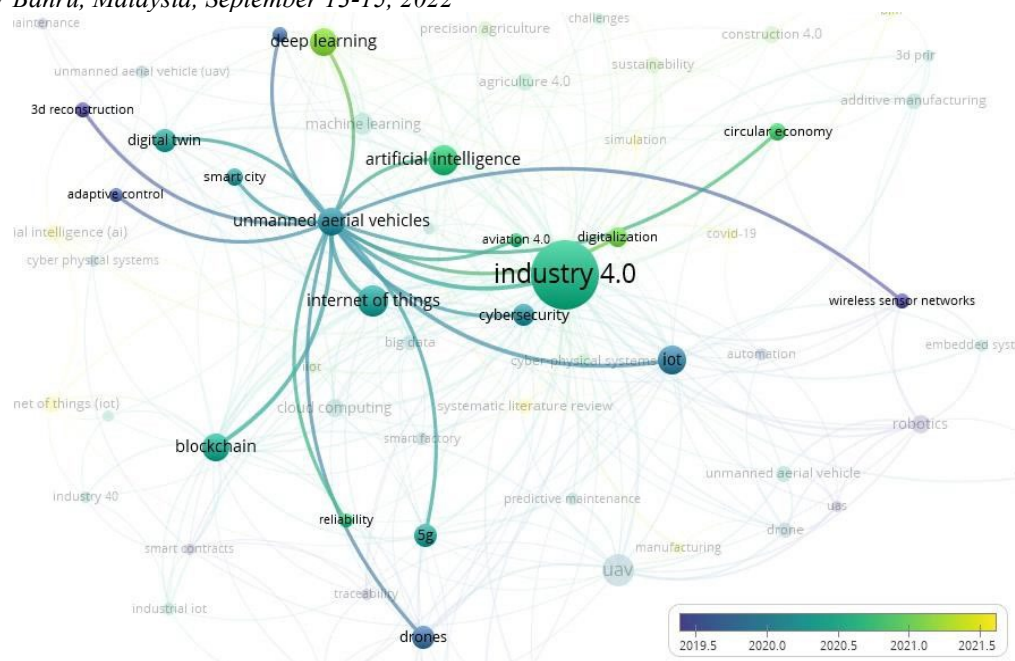 Bahru, Malaysia, September 13-15, 2022
challenges
precision agriculture
construction 4.0
deep learning
3d prir
unmanned aerial vehicle (uav)
sustainability
agriculture 4.0
additive manufacturing
3d reconstruction
machine learning
circular economy
digital twin
simulation
artificial intelligence
smart city
adaptive control
unmanned aerial vehicles
ial intelligence (ai)
aviation 4.0
digitalization
covid-19
cyber physical systems
industry 4.0
internet of things
wireless sensor networks
cybersecurity
big data
embedded syst
cyber-physical systems
iot
automation
iiot
net of things (iot)
cloud computing
systematic literature review
robotics
smart factory
blockchain
unmanned aerial vehicle
industry 40
predictive maintenance
uas
reliability
drone
5g
smart contracts
manufacturing
uav
traceability
industrial iot
drones
2019.5 2020.0 2020.5 2021.0 2021.5